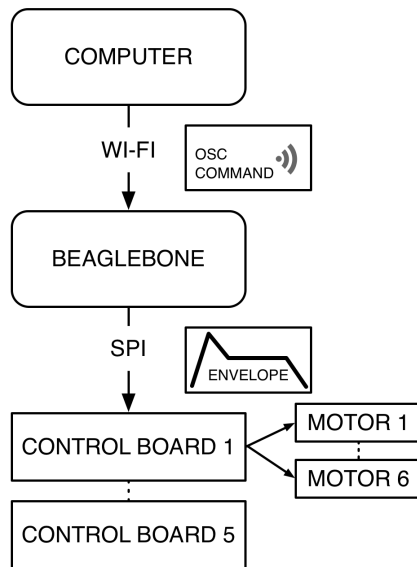 COMPUTER
WI-FI
OSC
COMMAND
BEAGLEBONE
SPI
ENVELOPE
CONTROL BOARD 1
MOTOR 1
MOTOR 6
CONTROL BOARD 5